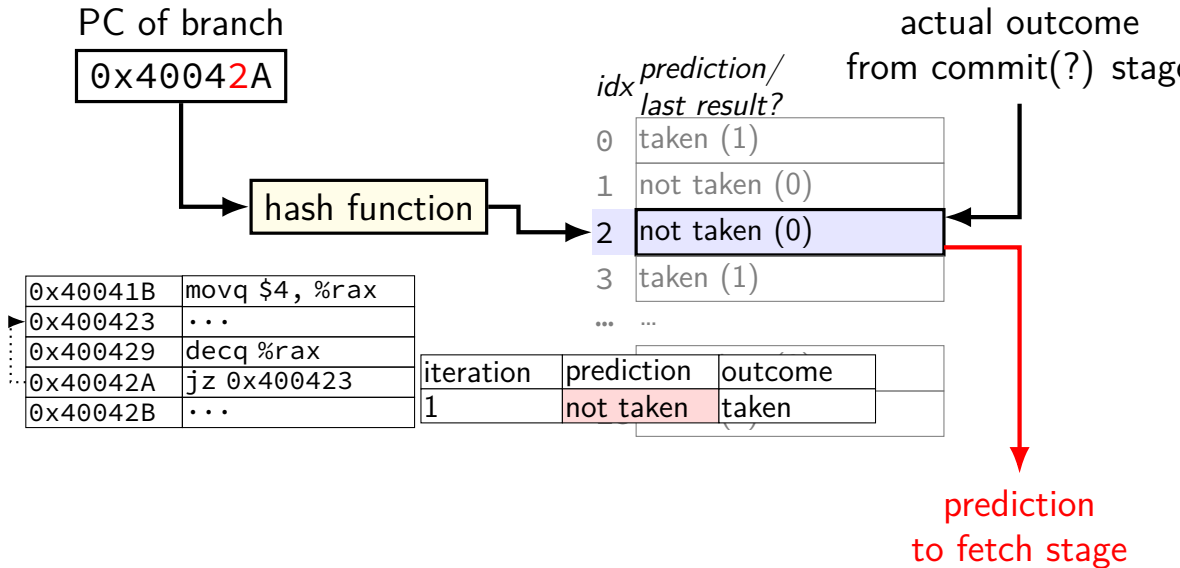 PC of branch
0x40042A
hash function
idx
prediction/
last result?
0 taken (1)
1 not taken (0)
2 not taken (0)
3 taken (1)
… …
actual outcome
from commit(?) stage
0x40041B movq $4, %rax
0x400423 ...
0x400429 decq %rax
0x40042A jz 0x400423
0x40042B ...
iteration prediction outcome
1 not taken taken
prediction
to fetch stage